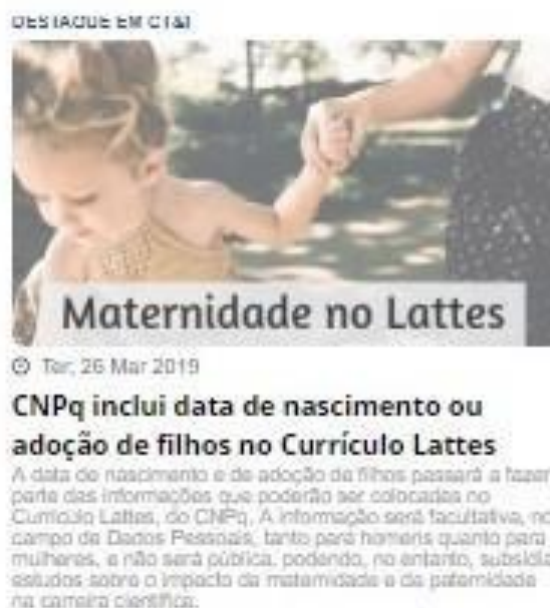 DESTAQUE EM CT&I
Maternidade no Lattes
Ter, 26 Mar 2019
CNPq inclui data de nascimento ou
adoção de filhos no Currículo Lattes
A data de nascimento e de adoção de filhos passará a fazer
parte das informações que poderão ser colocadas no
Currículo Lattes, do CNPq. A informação será facultativa, no
campo de Dados Pessoais, tanto para homens quanto para
mulheres, e não será pública, podendo, no entanto, subsidia
estudos sobre o impacto da maternidade e da paternidade
na carreira científica.